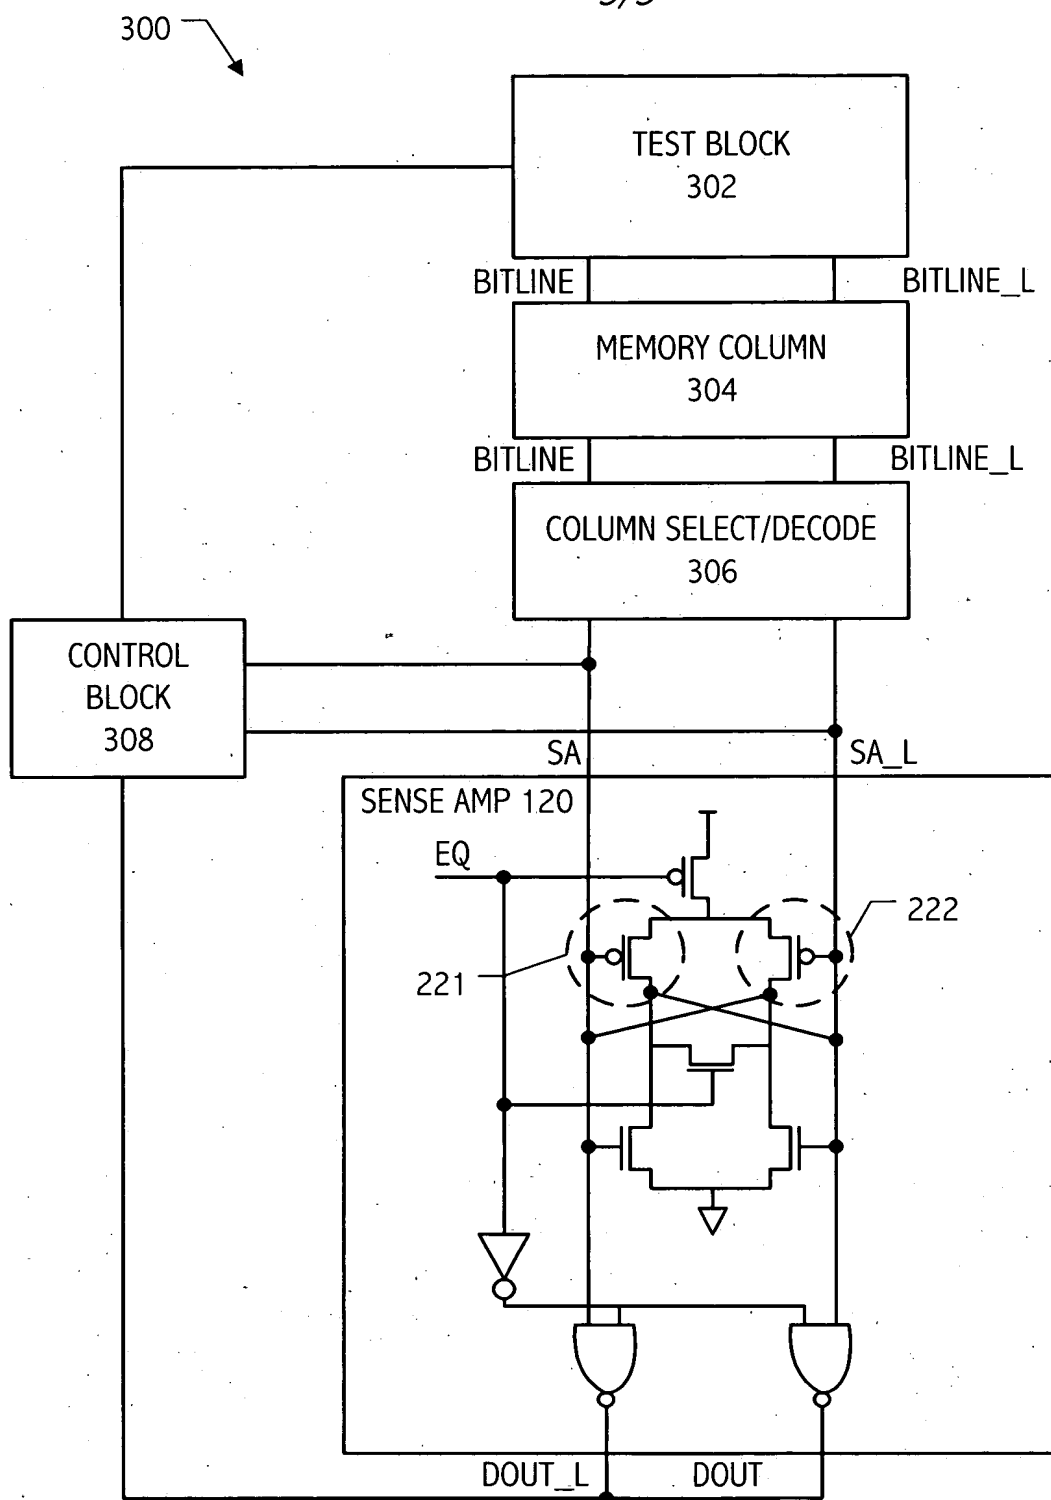 300
TEST BLOCK
302
BITLINE
BITLINE_L
MEMORY COLUMN
304
BITLINE
BITLINE_L
COLUMN SELECT/DECODE
306
CONTROL
BLOCK
308
SA
SA_L
SENSE AMP 120
EQ
222
221
DOUT_L
DOUT